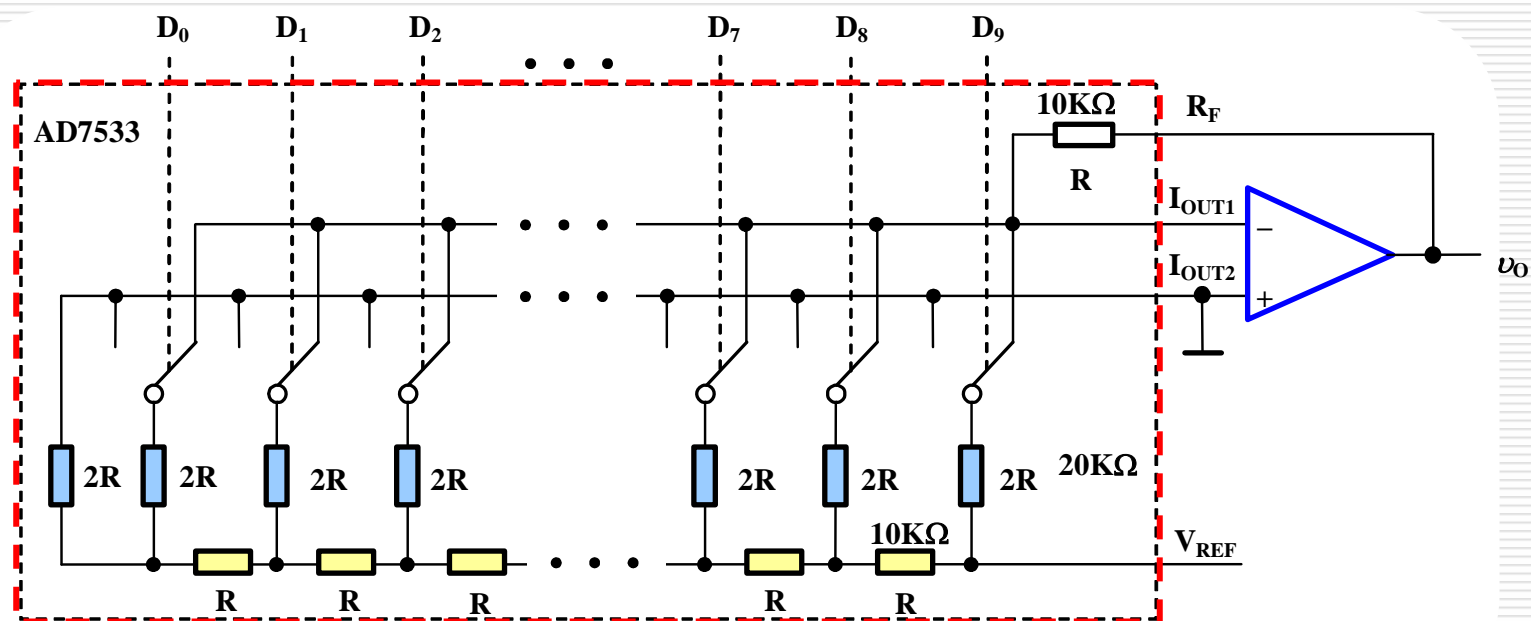 D0 D1 D2 D7 D8 D9
10KΩ RF
AD7533
R
IOUT1
−
IOUT2
υO
+
2R 2R 2R 2R 2R 2R 2R 20KΩ
10KΩ
VREF
R R R R R